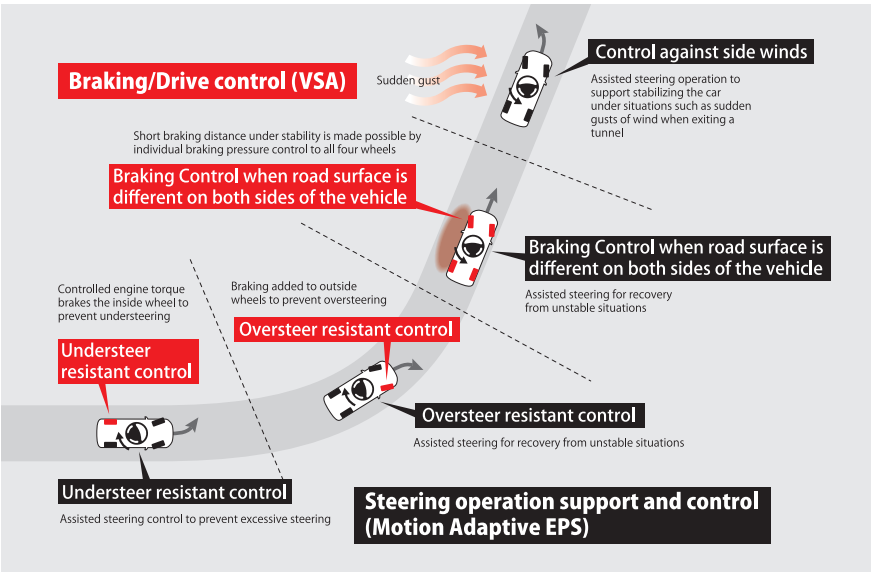 Braking/Drive control (VSA)
Sudden gust
Control against side winds
Assisted steering operation to
support stabilizing the car
under situations such as sudden
gusts of wind when exiting a
tunnel
Short braking distance under stability is made possible by
individual braking pressure control to all four wheels
Braking Control when road surface is
different on both sides of the vehicle
Braking Control when road surface is
different on both sides of the vehicle
Assisted steering for recovery
from unstable situations
Controlled engine torque
brakes the inside wheel to
prevent understeering
Braking added to outside
wheels to prevent oversteering
Oversteer resistant control
Understeer
resistant control
Oversteer resistant control
Assisted steering for recovery from unstable situations
Understeer resistant control
Assisted steering control to prevent excessive steering
Steering operation support and control
(Motion Adaptive EPS)